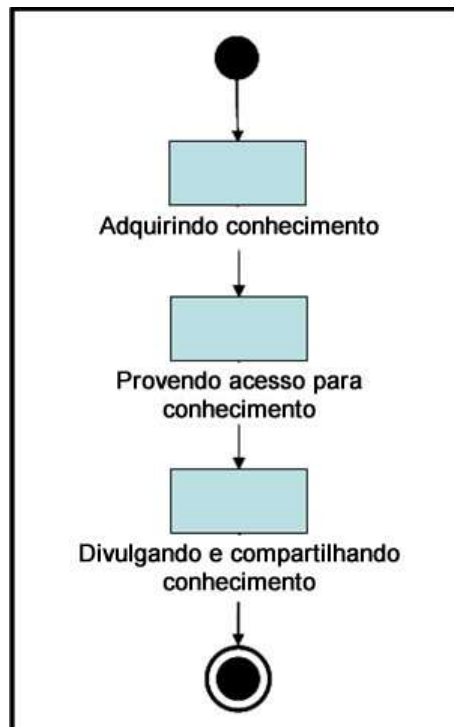 Adquirindo conhecimento
Provendo acesso para
conhecimento
Divulgando e compartilhando
conhecimento